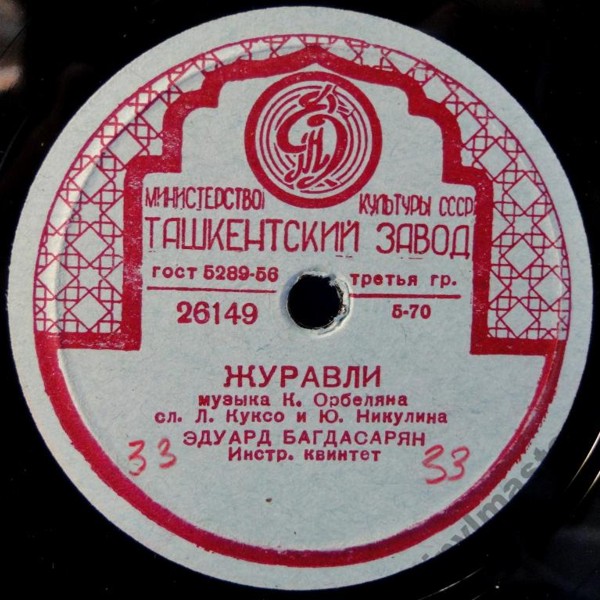 МИНИСТЕРСТВО КУЛЬТУРЫ СССР
ТАШКЕНТСКИЙ ЗАВОД
ГОСТ 5289-56 третья гр.
26149 5-70
ЖУРАВЛИ
музыка К. Орбеляна
сл. Л. Куксо и Ю. Никулина
ЭДУАРД БАГДАСАРЯН
Инстр. квинтет
33 33